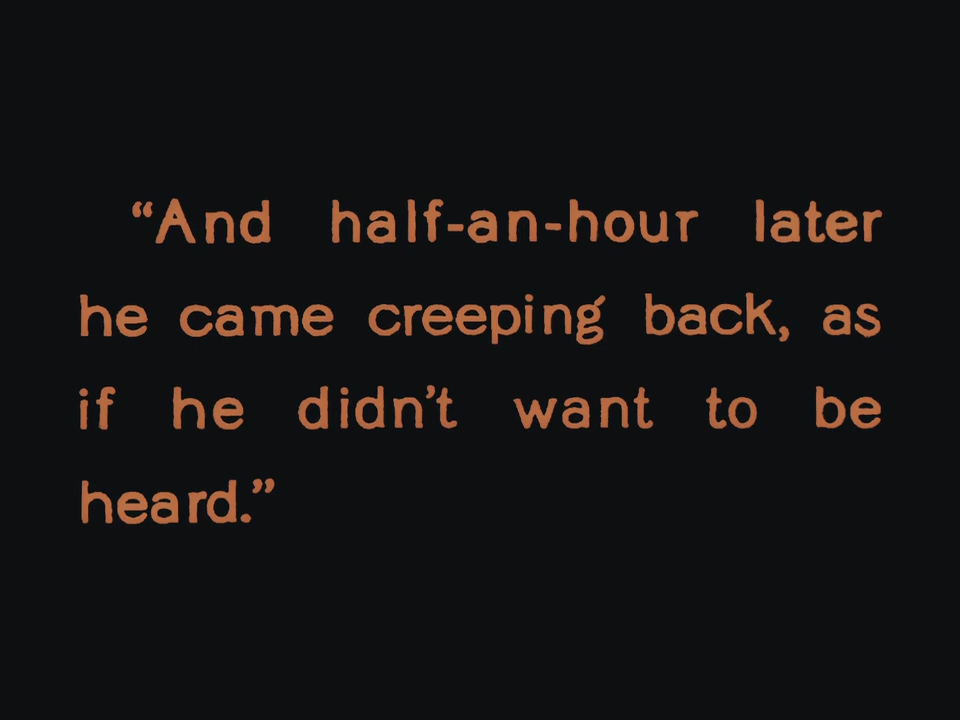 “And half-an-hour later
he came creeping back, as
if he didn’t want to be
heard.”